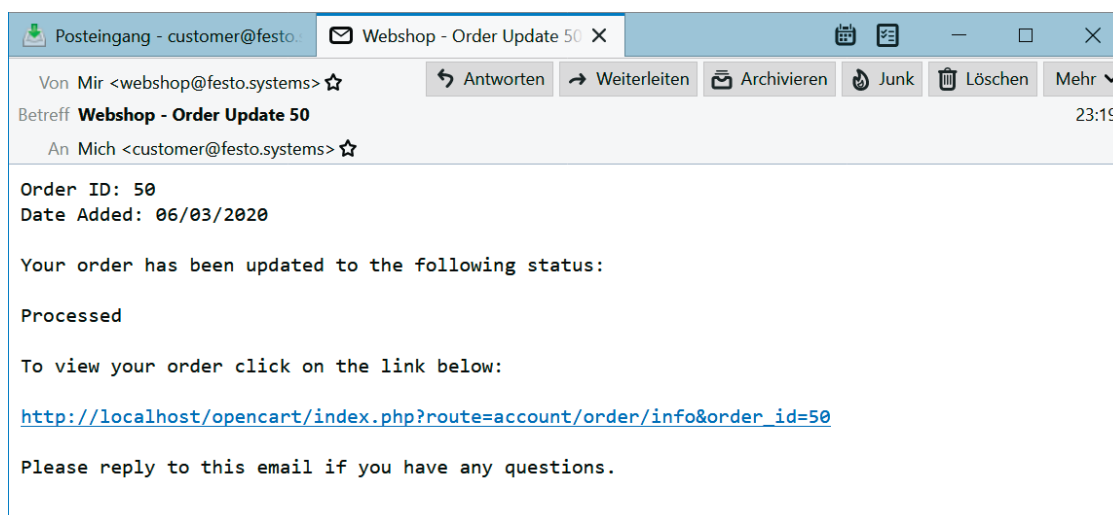 Posteingang - customer@festo.
Webshop - Order Update 50
Von Mir <webshop@festo.systems>
Antworten
Weiterleiten
Archivieren
Junk
Löschen
Mehr
Betreff Webshop - Order Update 50
23:19
An Mich <customer@festo.systems>
Order ID: 50
Date Added: 06/03/2020
Your order has been updated to the following status:
Processed
To view your order click on the link below:
http://localhost/opencart/index.php?route=account/order/info&order_id=50
Please reply to this email if you have any questions.